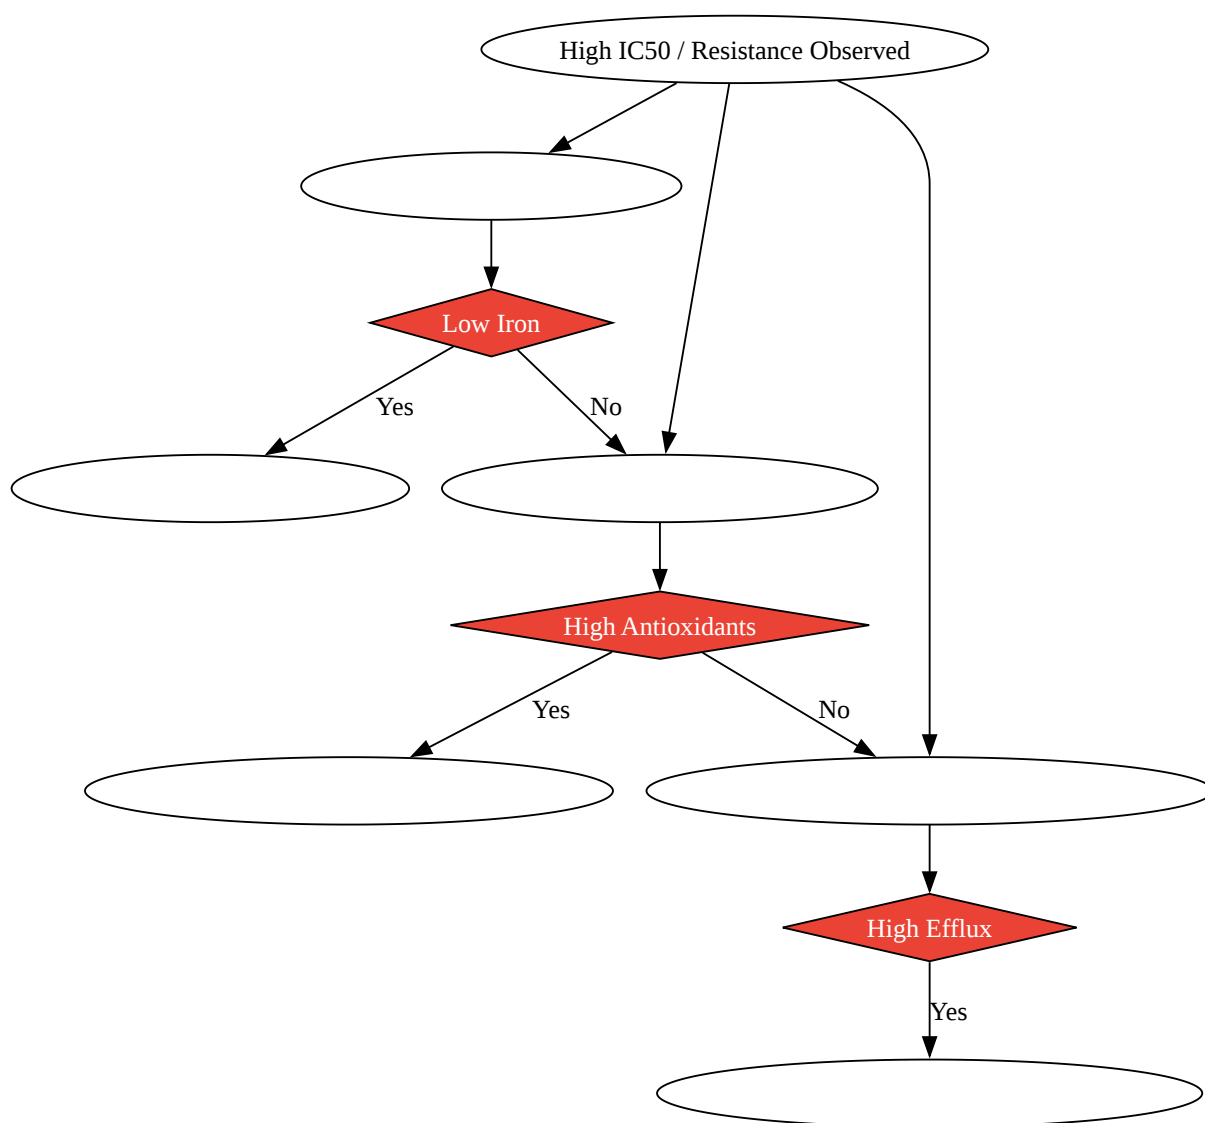 High IC50 / Resistance Observed
Low Iron
Yes
No
High Antioxidants
Yes
No
High Efflux
Yes